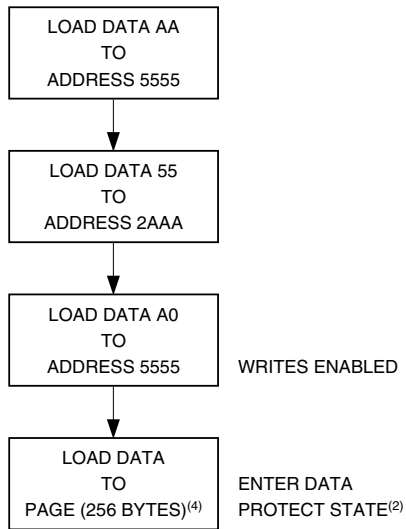 LOAD DATA AA
TO
ADDRESS 5555
LOAD DATA 55
TO
ADDRESS 2AAA
LOAD DATA A0
TO
ADDRESS 5555 WRITES ENABLED
LOAD DATA
TO ENTER DATA
PAGE (256 BYTES)(4) PROTECT STATE(2)